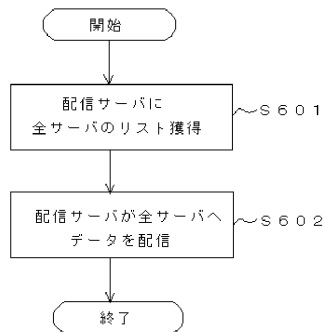 開始
配信サーバに
全サーバのリスト獲得
S601
配信サーバが全サーバへ
データを配信
S602
終了